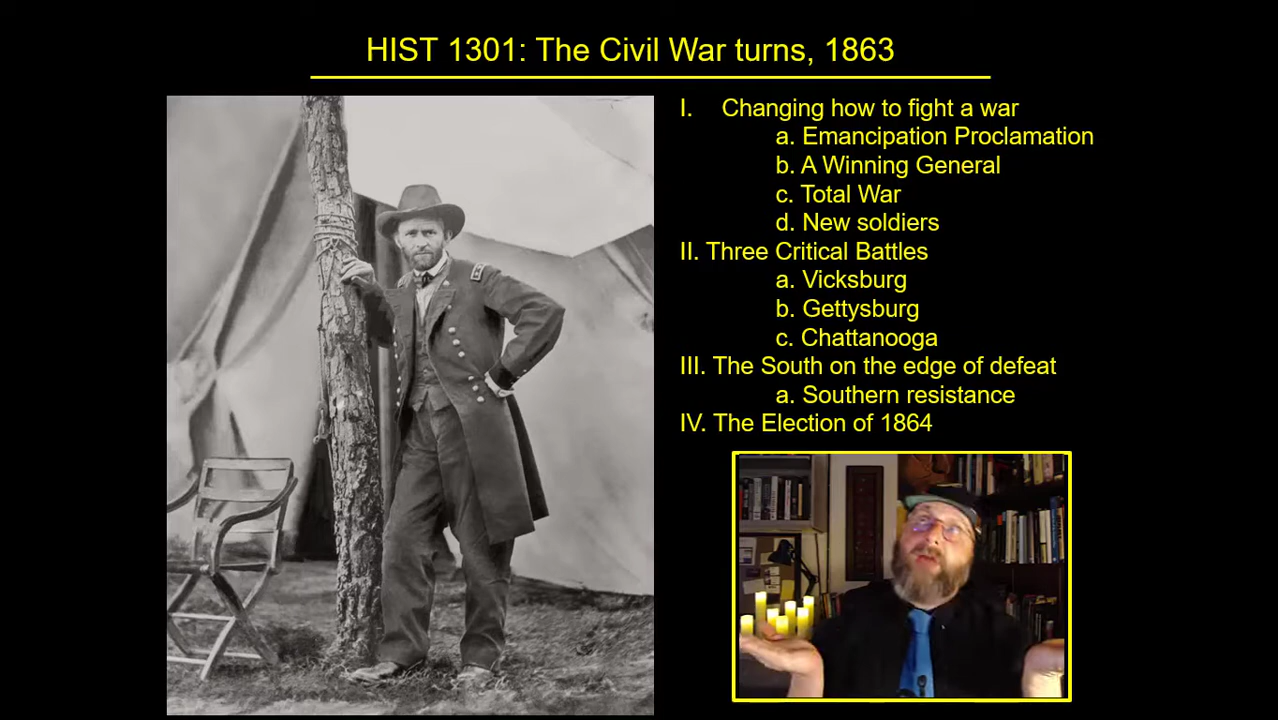 HIST 1301: The Civil War turns, 1863
I. Changing how to fight a war
a. Emancipation Proclamation
b. A Winning General
c. Total War
d. New soldiers
II. Three Critical Battles
a. Vicksburg
b. Gettysburg
c. Chattanooga
III. The South on the edge of defeat
a. Southern resistance
IV. The Election of 1864